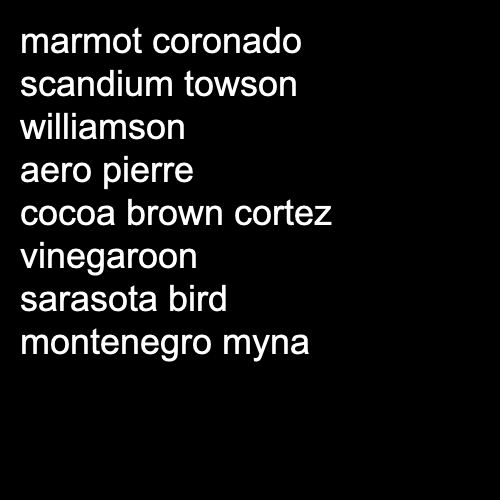 marmot coronado
scandium towson
williamson
aero pierre
cocoa brown cortez
vinegaroon
sarasota bird
montenegro myna